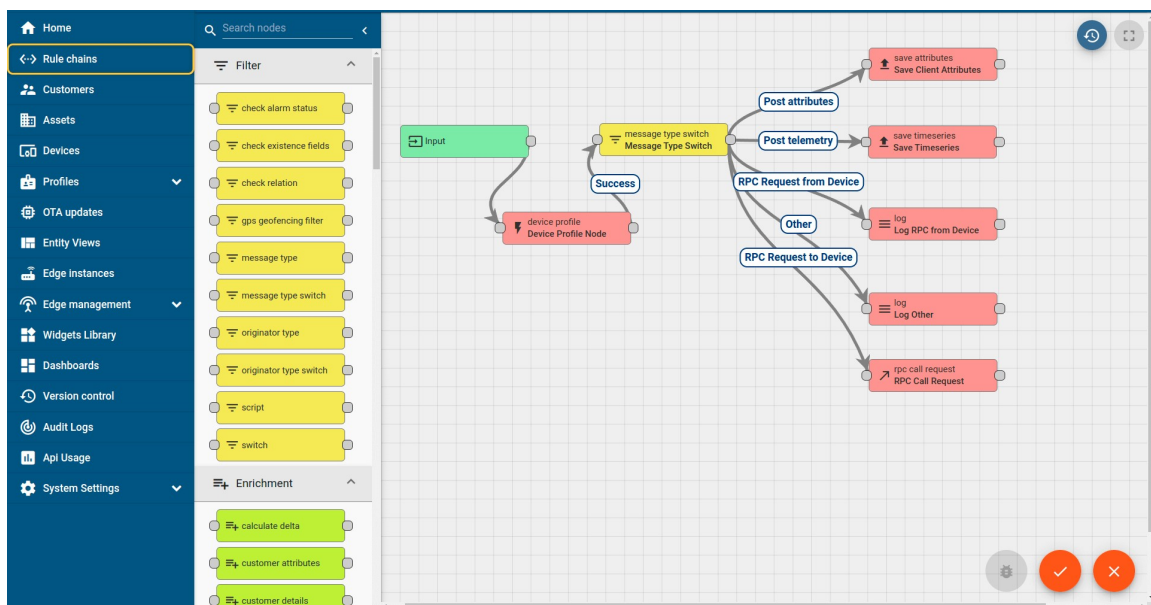 Home
Rule chains
Customers
Assets
Devices
Profiles
OTA updates
Entity Views
Edge instances
Edge management
Widgets Library
Dashboards
Version control
Audit Logs
Api Usage
System Settings
Search nodes
Filter
check alarm status
check existence fields
check relation
gps geofencing filter
message type
message type switch
originator type
originator type switch
script
switch
Enrichment
calculate delta
customer attributes
customer details
Input
device profile
Device Profile Node
Success
message type switch
Message Type Switch
Post attributes
Post telemetry
RPC Request from Device
Other
RPC Request to Device
save attributes
Save Client Attributes
save timeseries
Save Timeseries
log
Log RPC from Device
log
Log Other
rpc call request
RPC Call Request